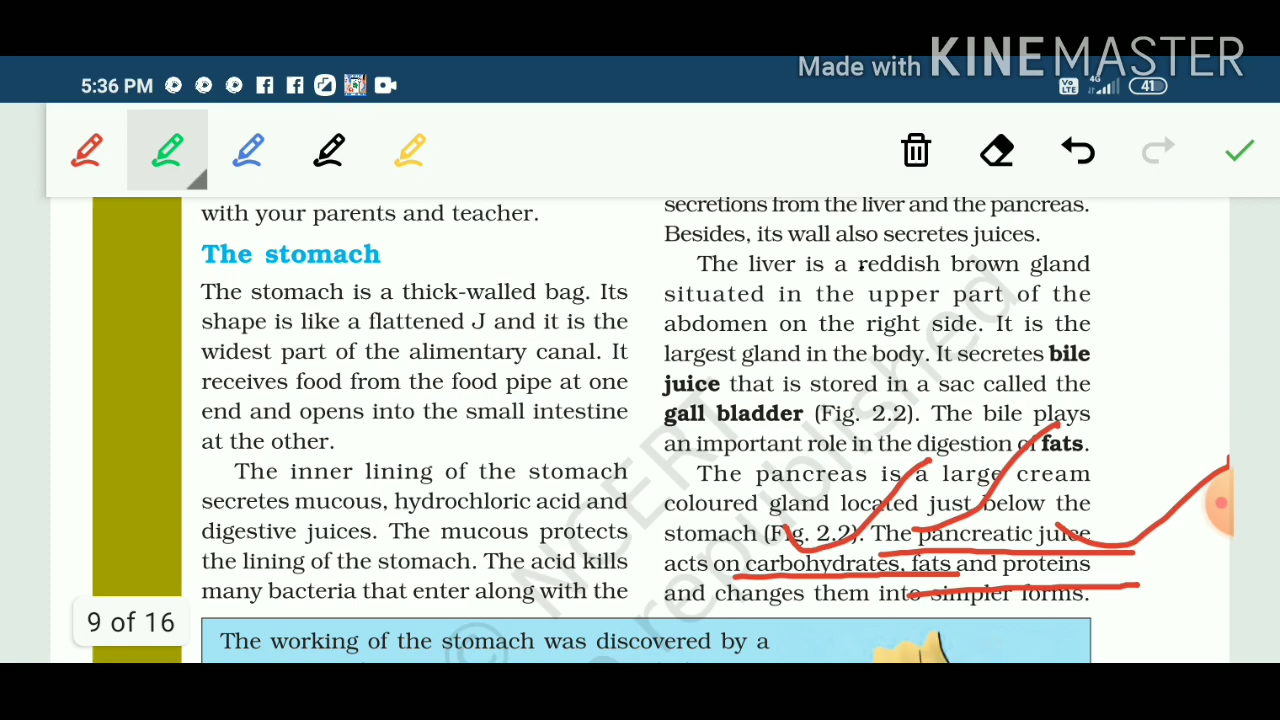 Made with KINEMASTER
5:36 PM
Vo LTE 4G 41
with your parents and teacher.
The stomach
The stomach is a thick-walled bag. Its
shape is like a flattened J and it is the
widest part of the alimentary canal. It
receives food from the food pipe at one
end and opens into the small intestine
at the other.
The inner lining of the stomach
secretes mucous, hydrochloric acid and
digestive juices. The mucous protects
the lining of the stomach. The acid kills
many bacteria that enter along with the
secretions from the liver and the pancreas.
Besides, its wall also secretes juices.
The liver is a reddish brown gland
situated in the upper part of the
abdomen on the right side. It is the
largest gland in the body. It secretes bile
juice that is stored in a sac called the
gall bladder (Fig. 2.2). The bile plays
an important role in the digestion of fats.
The pancreas is a large cream
coloured gland located just below the
stomach (Fig. 2.2). The pancreatic juice
acts on carbohydrates, fats and proteins
and changes them into simpler forms.
9 of 16
The working of the stomach was discovered by a
© NCERT
republished